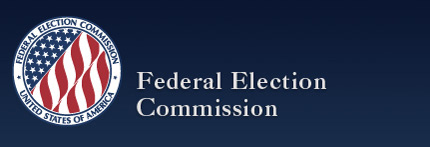 FEDERAL ELECTION COMMISSION
UNITED STATES OF AMERICA
Federal Election
Commission